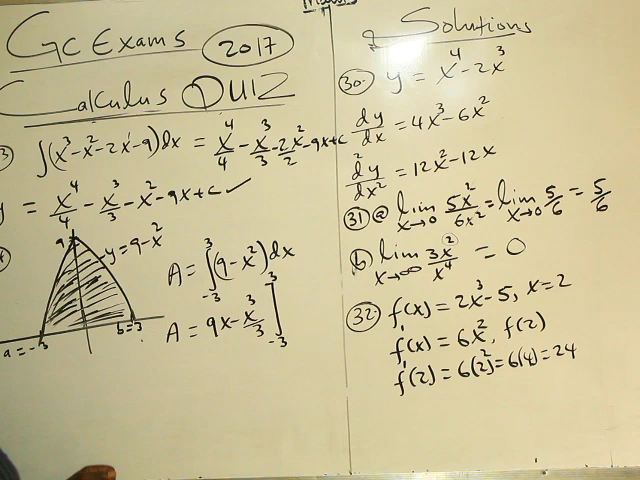 GC Exams 2017
Calculus QUIZ
3) ∫(x³-x²-2x¹-9)dx = x⁴/4 - x³/3 - 2x²/2 - 9x+c
y = x⁴/4 - x³/3 - x² - 9x+c ✓
9
y=9-x²
a=-3
b=3
A = ∫₋₃³(9-x²)dx
A = 9x-x³/3]₋₃³
Solutions
30. y = x⁴-2x³
dy/dx = 4x³-6x²
d²y/dx² = 12x²-12x
31) a lim x→0 5x²/6x² = lim x→0 5/6 = 5/6
b) lim x→∞ 3x²/x⁴ = 0
32. f(x) = 2x³-5, x=2
f'(x) = 6x², f(2)
f'(2) = 6(2²)=6(4)=24